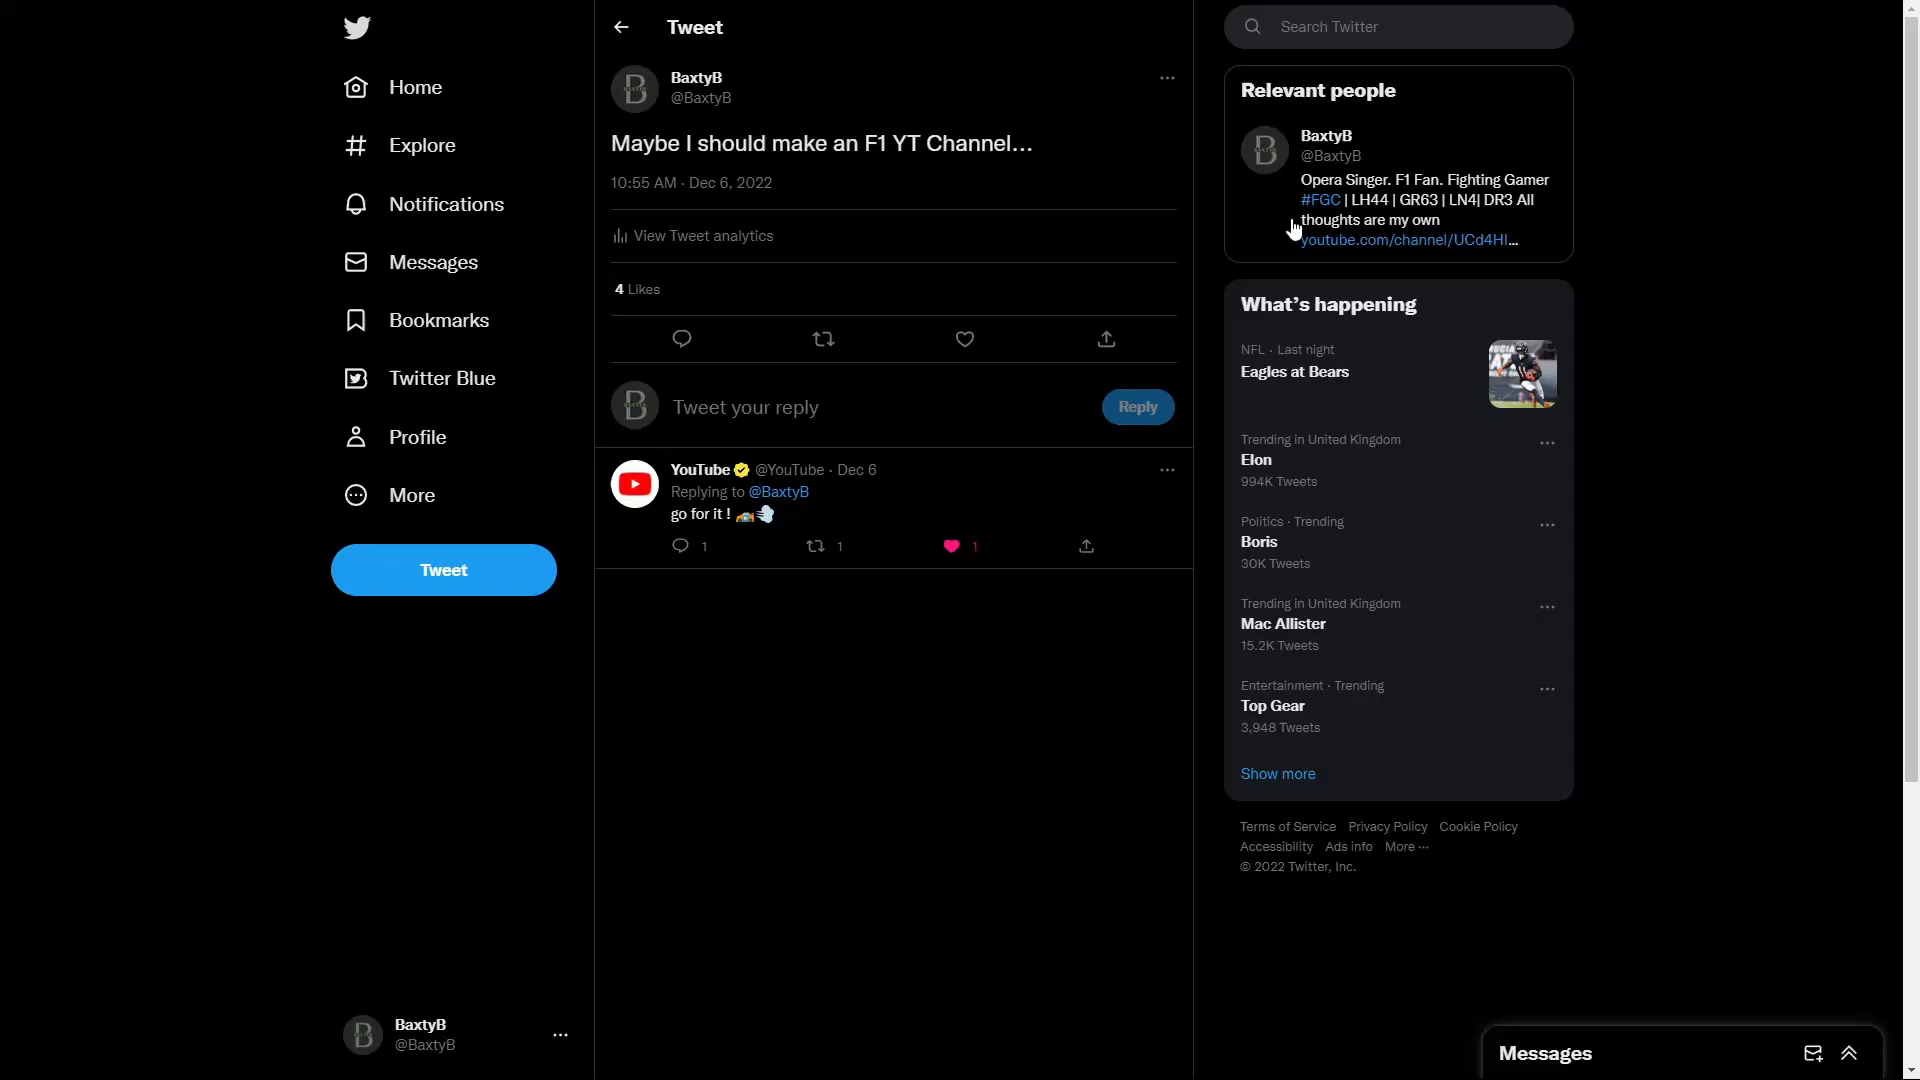 Home
Explore
Notifications
Messages
Bookmarks
Twitter Blue
Profile
More
Tweet
BaxtyB
@BaxtyB
Tweet
B
BaxtyB
@BaxtyB
Maybe I should make an F1 YT Channel...
10:55 AM · Dec 6, 2022
View Tweet analytics
4 Likes
B
Tweet your reply
Reply
YouTube @YouTube · Dec 6
Replying to @BaxtyB
go for it !
1 1 1
Search Twitter
Relevant people
B
BaxtyB
@BaxtyB
Opera Singer. F1 Fan. Fighting Gamer
#FGC | LH44 | GR63 | LN4| DR3 All
thoughts are my own
youtube.com/channel/UCd4HI...
What's happening
NFL · Last night
Eagles at Bears
Trending in United Kingdom
Elon
994K Tweets
Politics · Trending
Boris
30K Tweets
Trending in United Kingdom
Mac Allister
15.2K Tweets
Entertainment · Trending
Top Gear
3,948 Tweets
Show more
Terms of Service Privacy Policy Cookie Policy
Accessibility Ads info More ···
© 2022 Twitter, Inc.
Messages